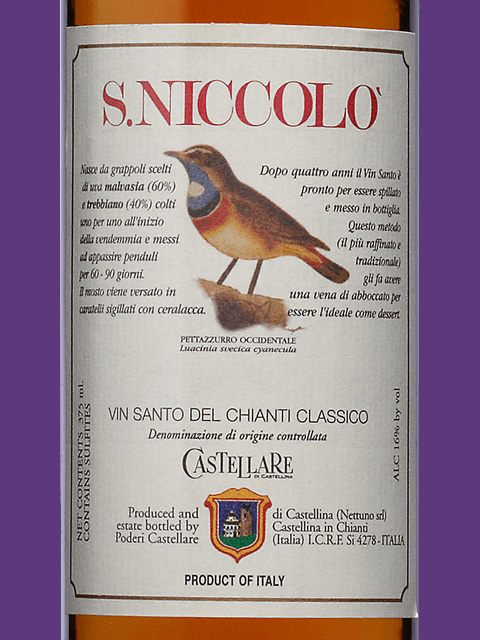 S.NICCOLO'
Nasce da grappoli scelti
di uva malvasia (60%)
e trebbiano (40%) colti
uno per uno all'inizio
della vendemmia e messi
ad appassire penduli
per 60 - 90 giorni.
Il mosto viene versato in
caratelli sigillati con ceralacca.
Dopo quattro anni il Vin Santo è
pronto per essere spillato
e messo in bottiglia.
Questo metodo
(il più raffinato e
tradizionale)
gli fa avere
una vena di abboccato per
essere l'ideale come dessert.
PETTAZZURRO OCCIDENTALE
Luscinia svecica cyanecula
VIN SANTO DEL CHIANTI CLASSICO
Denominazione di origine controllata
CASTELLARE
DI CASTELLINA
NET CONTENTS 375 mL
CONTAINS SULFITES
ALC 16% by vol
Produced and
estate bottled by
Poderi Castellare
di Castellina (Nettuno srl)
Castellina in Chianti
(Italia) I.C.R.F. Si 4278 - ITALIA
PRODUCT OF ITALY